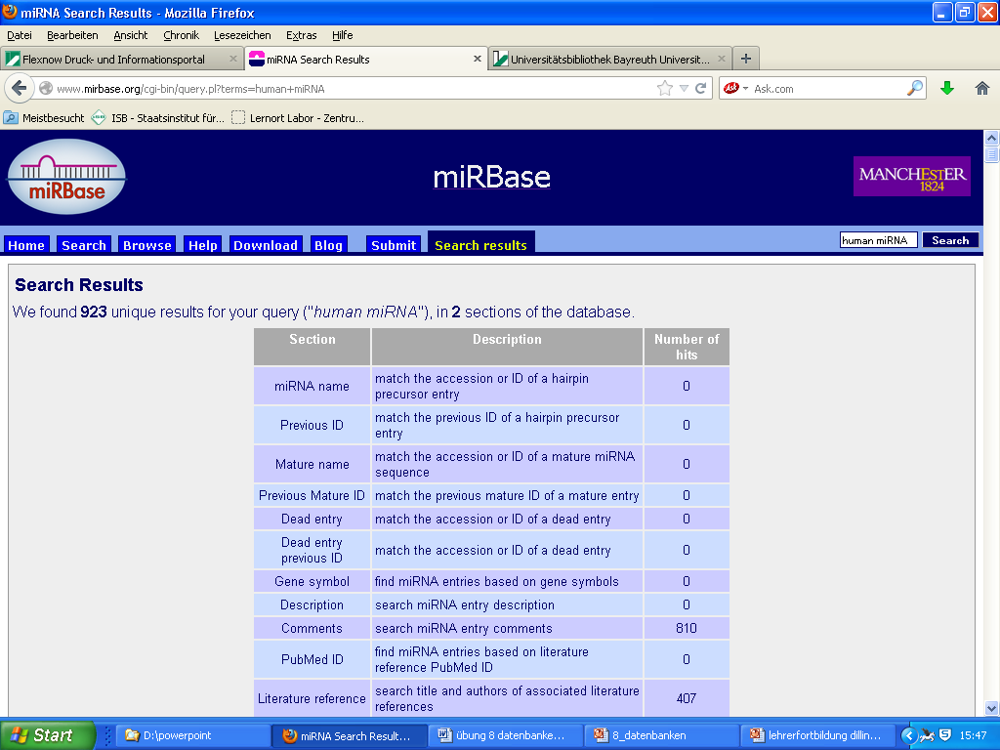 miRNA Search Results - Mozilla Firefox
Datei Bearbeiten Ansicht Chronik Lesezeichen Extras Hilfe
Flexnow Druck- und Informationsportal miRNA Search Results Universitätsbibliothek Bayreuth Universit...
www.mirbase.org/cgi-bin/query.pl?terms=human+miRNA Ask Ask.com
Meistbesucht ISB - Staatsinstitut für... Lernort Labor - Zentru...
miRBase miRBase MANCHESTER
1824
Home Search Browse Help Download Blog Submit Search results human miRNA Search
Search Results
We found 923 unique results for your query ("human miRNA"), in 2 sections of the database.
Section Description Number of
hits
miRNA name match the accession or ID of a hairpin
precursor entry 0
Previous ID match the previous ID of a hairpin precursor
entry 0
Mature name match the accession or ID of a mature miRNA
sequence 0
Previous Mature ID match the previous mature ID of a mature entry 0
Dead entry match the accession or ID of a dead entry 0
Dead entry
previous ID match the accession or ID of a dead entry 0
Gene symbol find miRNA entries based on gene symbols 0
Description search miRNA entry description 0
Comments search miRNA entry comments 810
PubMed ID find miRNA entries based on literature
reference PubMed ID 0
Literature reference search title and authors of associated literature
references 407
Start D:\powerpoint miRNA Search Result... übung 8 datenbanke... 8_datenbanken lehrerfortbildung dillin... 15:47